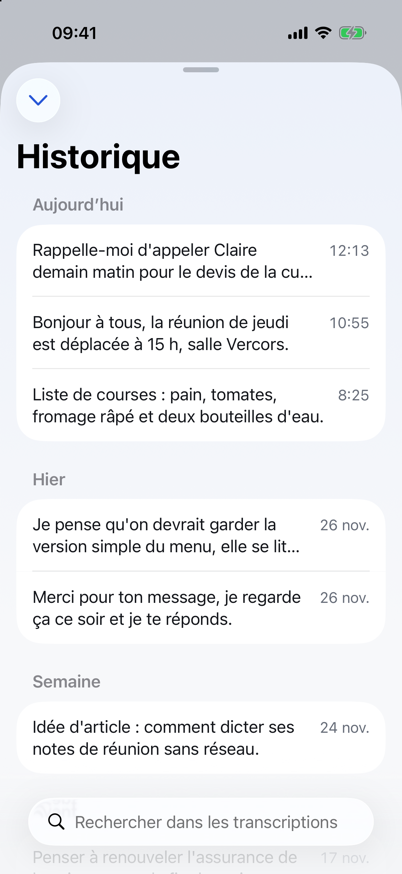 09:41
Historique
Aujourd'hui
Rappelle-moi d'appeler Claire
12:13
demain matin pour le devis de la cu...
Bonjour à tous, la réunion de jeudi
10:55
est déplacée à 15 h, salle Vercors.
Liste de courses : pain, tomates,
8:25
fromage râpé et deux bouteilles d'eau.
Hier
Je pense qu'on devrait garder la
26 nov.
version simple du menu, elle se lit...
Merci pour ton message, je regarde
26 nov.
ça ce soir et je te réponds.
Semaine
Idée d'article : comment dicter ses
24 nov.
notes de réunion sans réseau.
Rechercher dans les transcriptions
Penser à renouveler l'assurance de
17 nov.